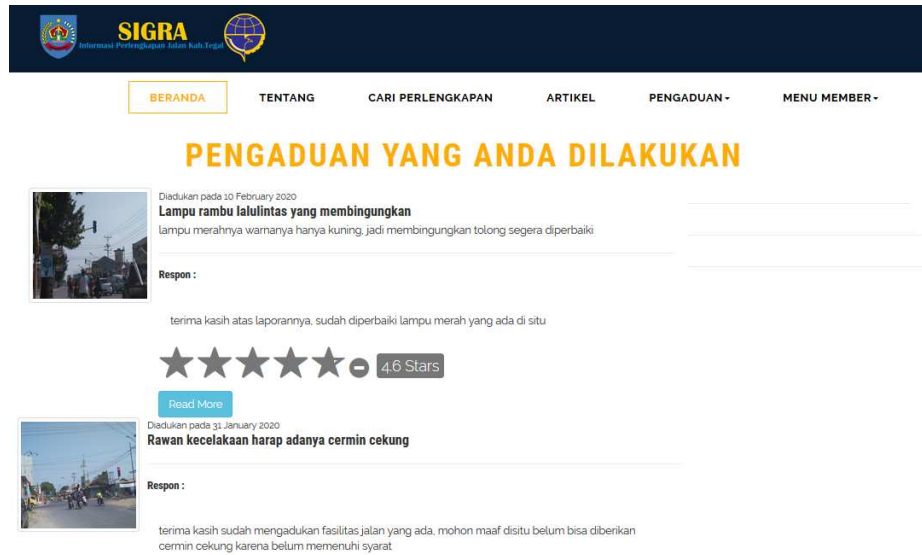 SIGRA
Informasi Perlengkapan Jalan Kab.Tegal
BERANDA TENTANG CARI PERLENGKAPAN ARTIKEL PENGADUAN MENU MEMBER
PENGADUAN YANG ANDA DILAKUKAN
Diadukan pada 10 February 2020
Lampu rambu lalulintas yang membingungkan
lampu merahnya warnanya hanya kuning, jadi membingungkan tolong segera diperbaiki
Respon :
terima kasih atas laporannya, sudah diperbaiki lampu merah yang ada di situ
4.6 Stars
Read More
Diadukan pada 31 January 2020
Rawan kecelakaan harap adanya cermin cekung
Respon :
terima kasih sudah mengadukan fasilitas jalan yang ada, mohon maaf disitu belum bisa diberikan
cermin cekung karena belum memenuhi syarat